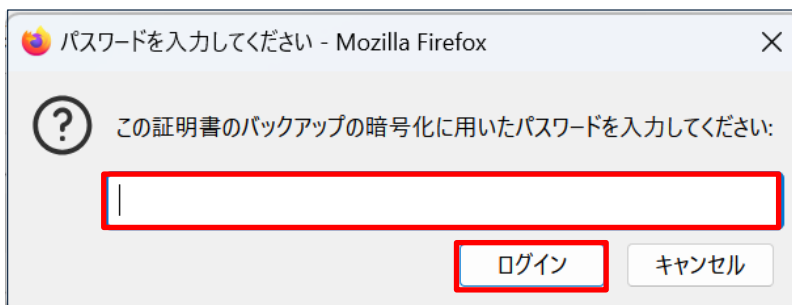 パスワードを入力してください - Mozilla Firefox
この証明書のバックアップの暗号化に用いたパスワードを入力してください:
ログイン
キャンセル